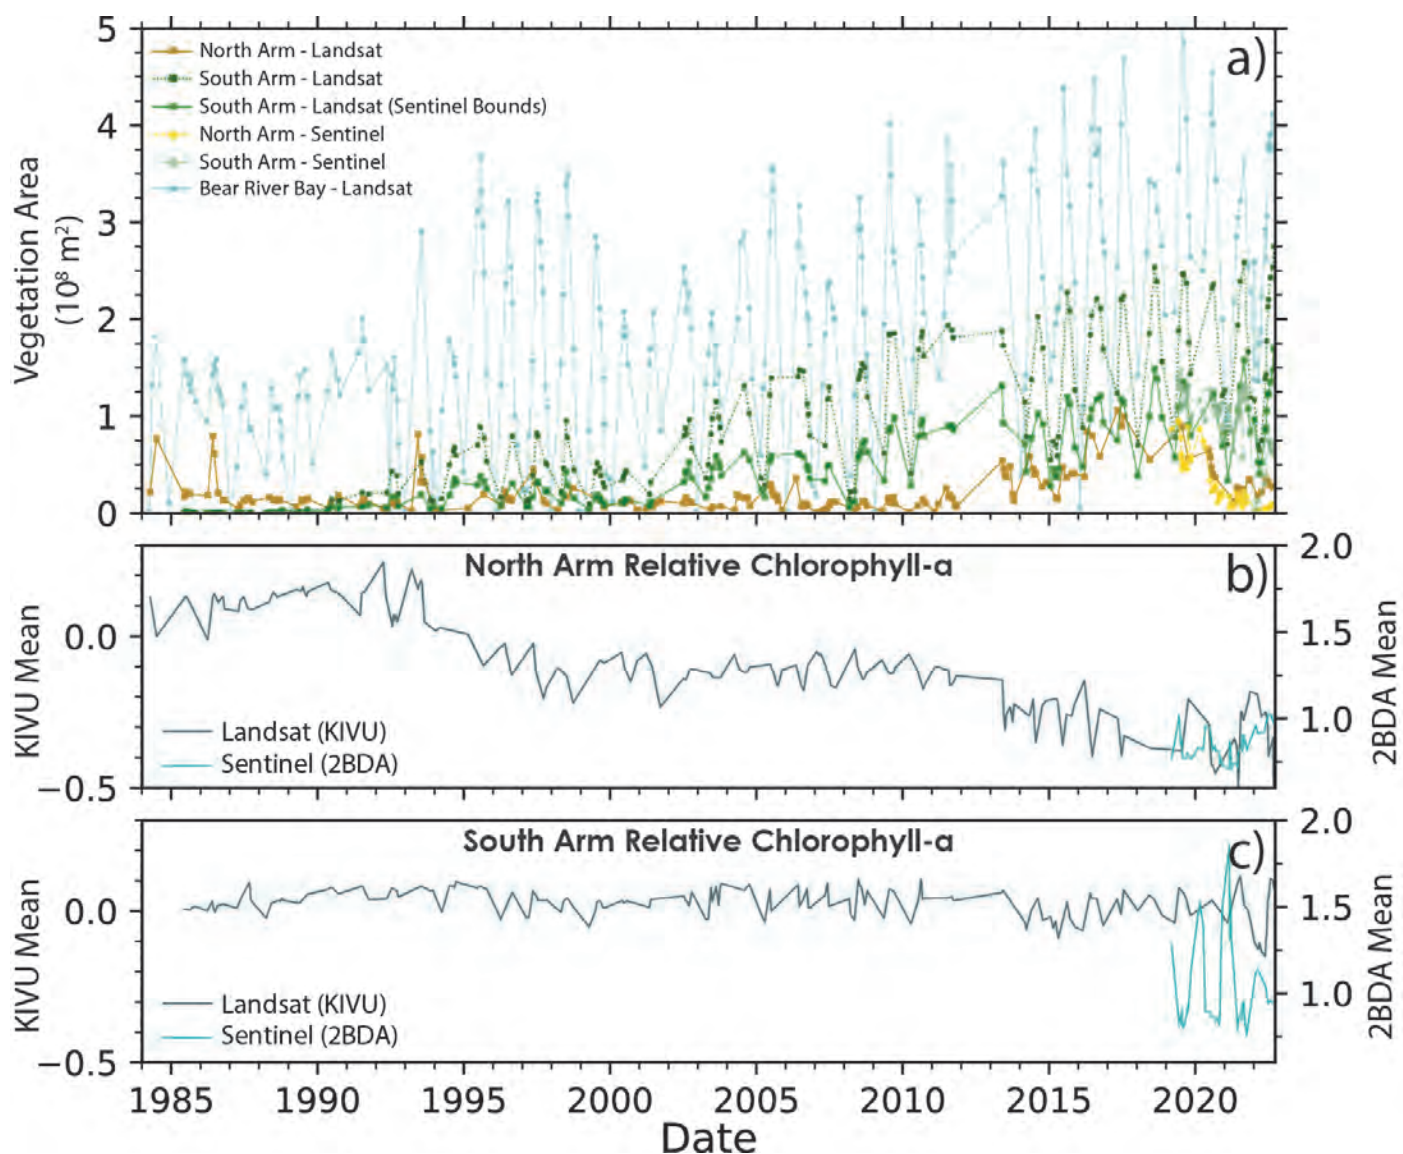 a)
5
4
3
2
1
0
Vegetation Area
(10⁸ m²)
North Arm - Landsat
South Arm - Landsat
South Arm - Landsat (Sentinel Bounds)
North Arm - Sentinel
South Arm - Sentinel
Bear River Bay - Landsat
North Arm Relative Chlorophyll-a
b)
0.0
−0.5
KIVU Mean
2.0
1.5
1.0
2BDA Mean
Landsat (KIVU)
Sentinel (2BDA)
South Arm Relative Chlorophyll-a
c)
0.0
−0.5
KIVU Mean
2.0
1.5
1.0
2BDA Mean
Landsat (KIVU)
Sentinel (2BDA)
1985 1990 1995 2000 2005 2010 2015 2020
Date